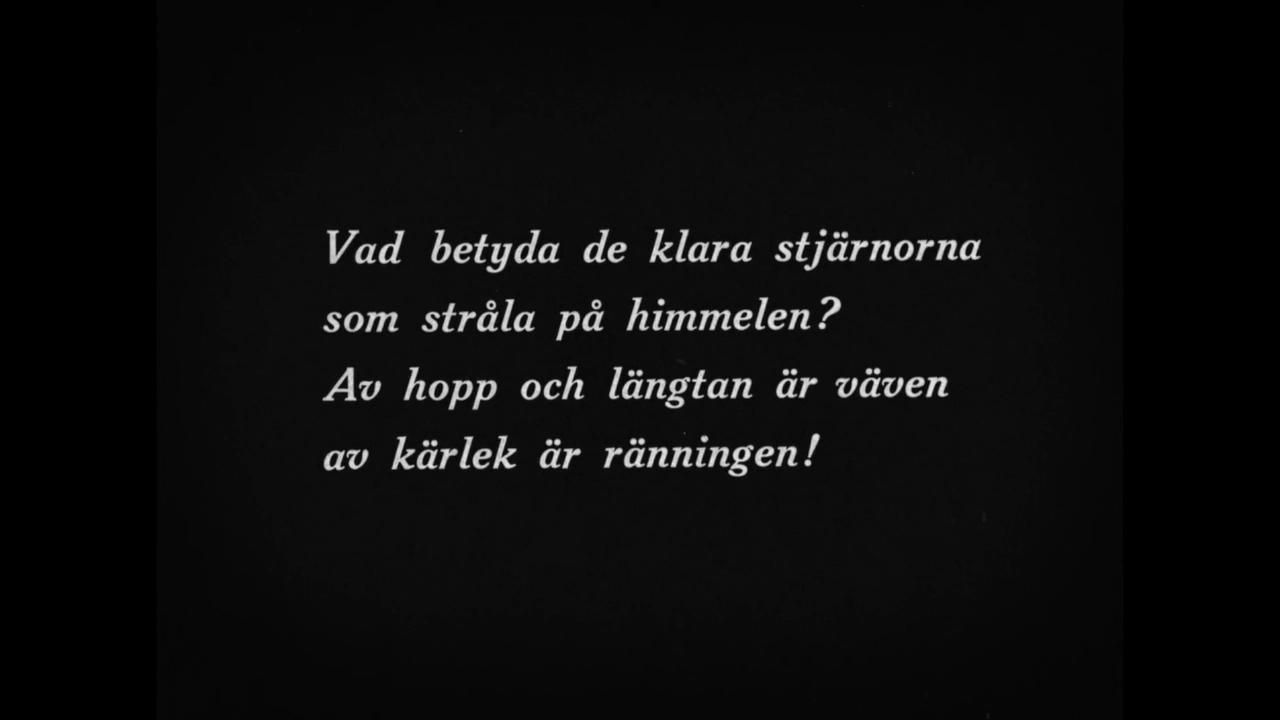 Vad betyda de klara stjärnorna
som stråla på himmelen?
Av hopp och längtan är väven
av kärlek är ränningen!